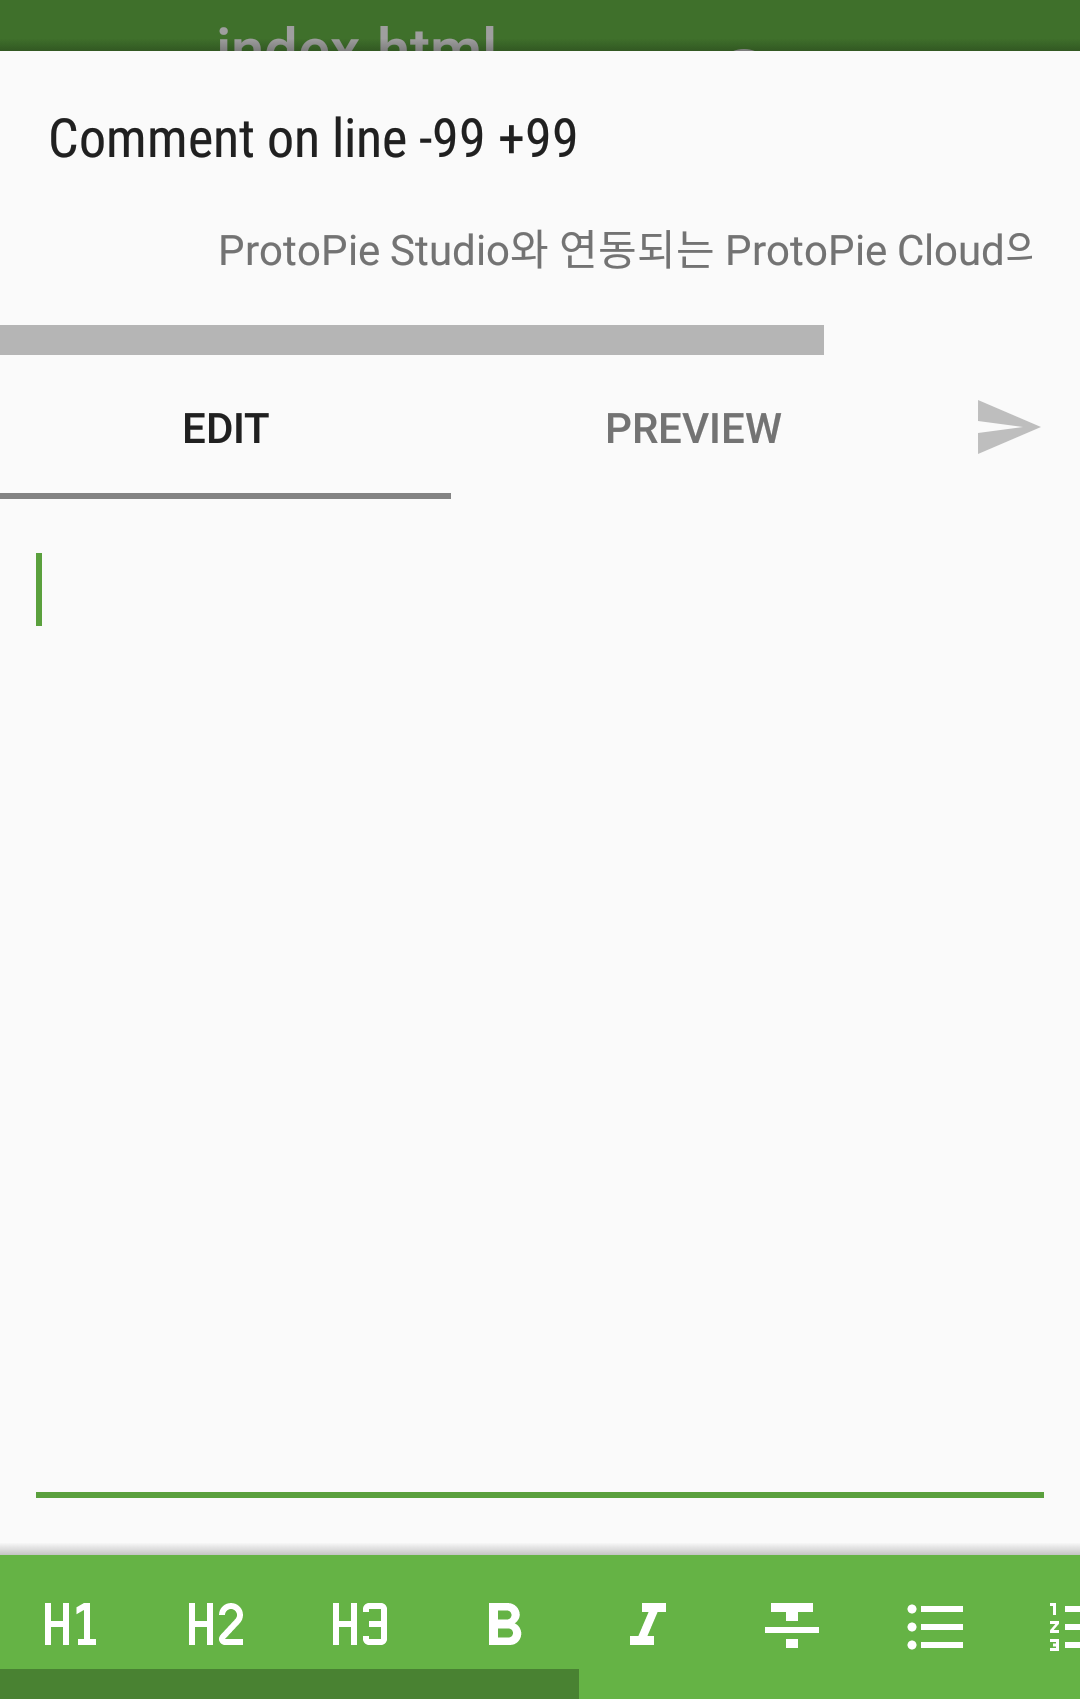 index.html
Comment on line -99 +99
ProtoPie Studio와 연동되는 ProtoPie Cloud으
EDIT
PREVIEW
H1 H2 H3 B I T